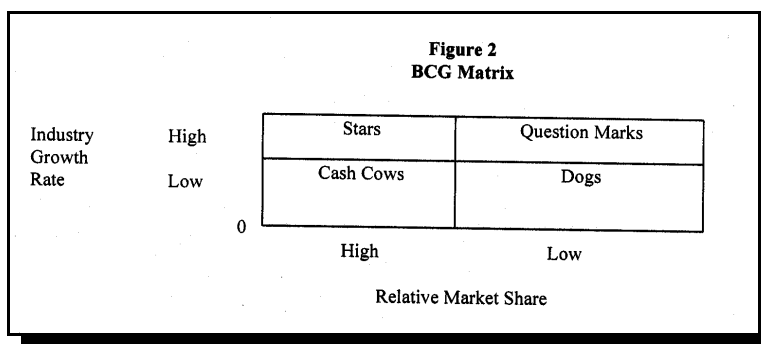 Figure 2
BCG Matrix
Industry
Growth
Rate
High
Low
Stars
Question Marks
Cash Cows
Dogs
0
High
Low
Relative Market Share